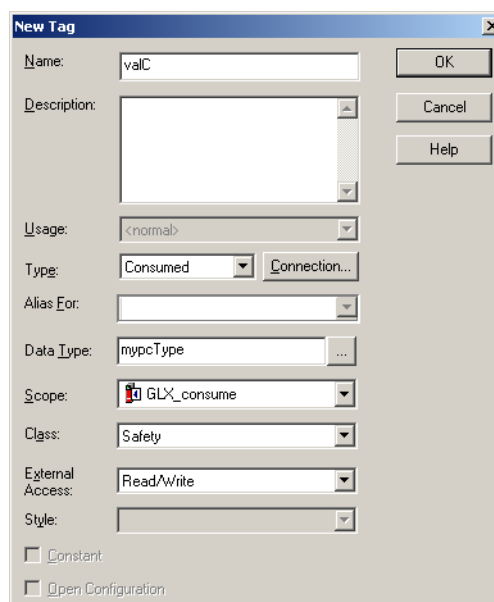 New Tag
Name: valC OK
Description: Cancel
Help
Usage: <normal>
Type: Consumed Connection...
Alias For:
Data Type: mypcType ...
Scope: GLX_consume
Class: Safety
External Access: Read/Write
Style:
Constant
Open Configuration